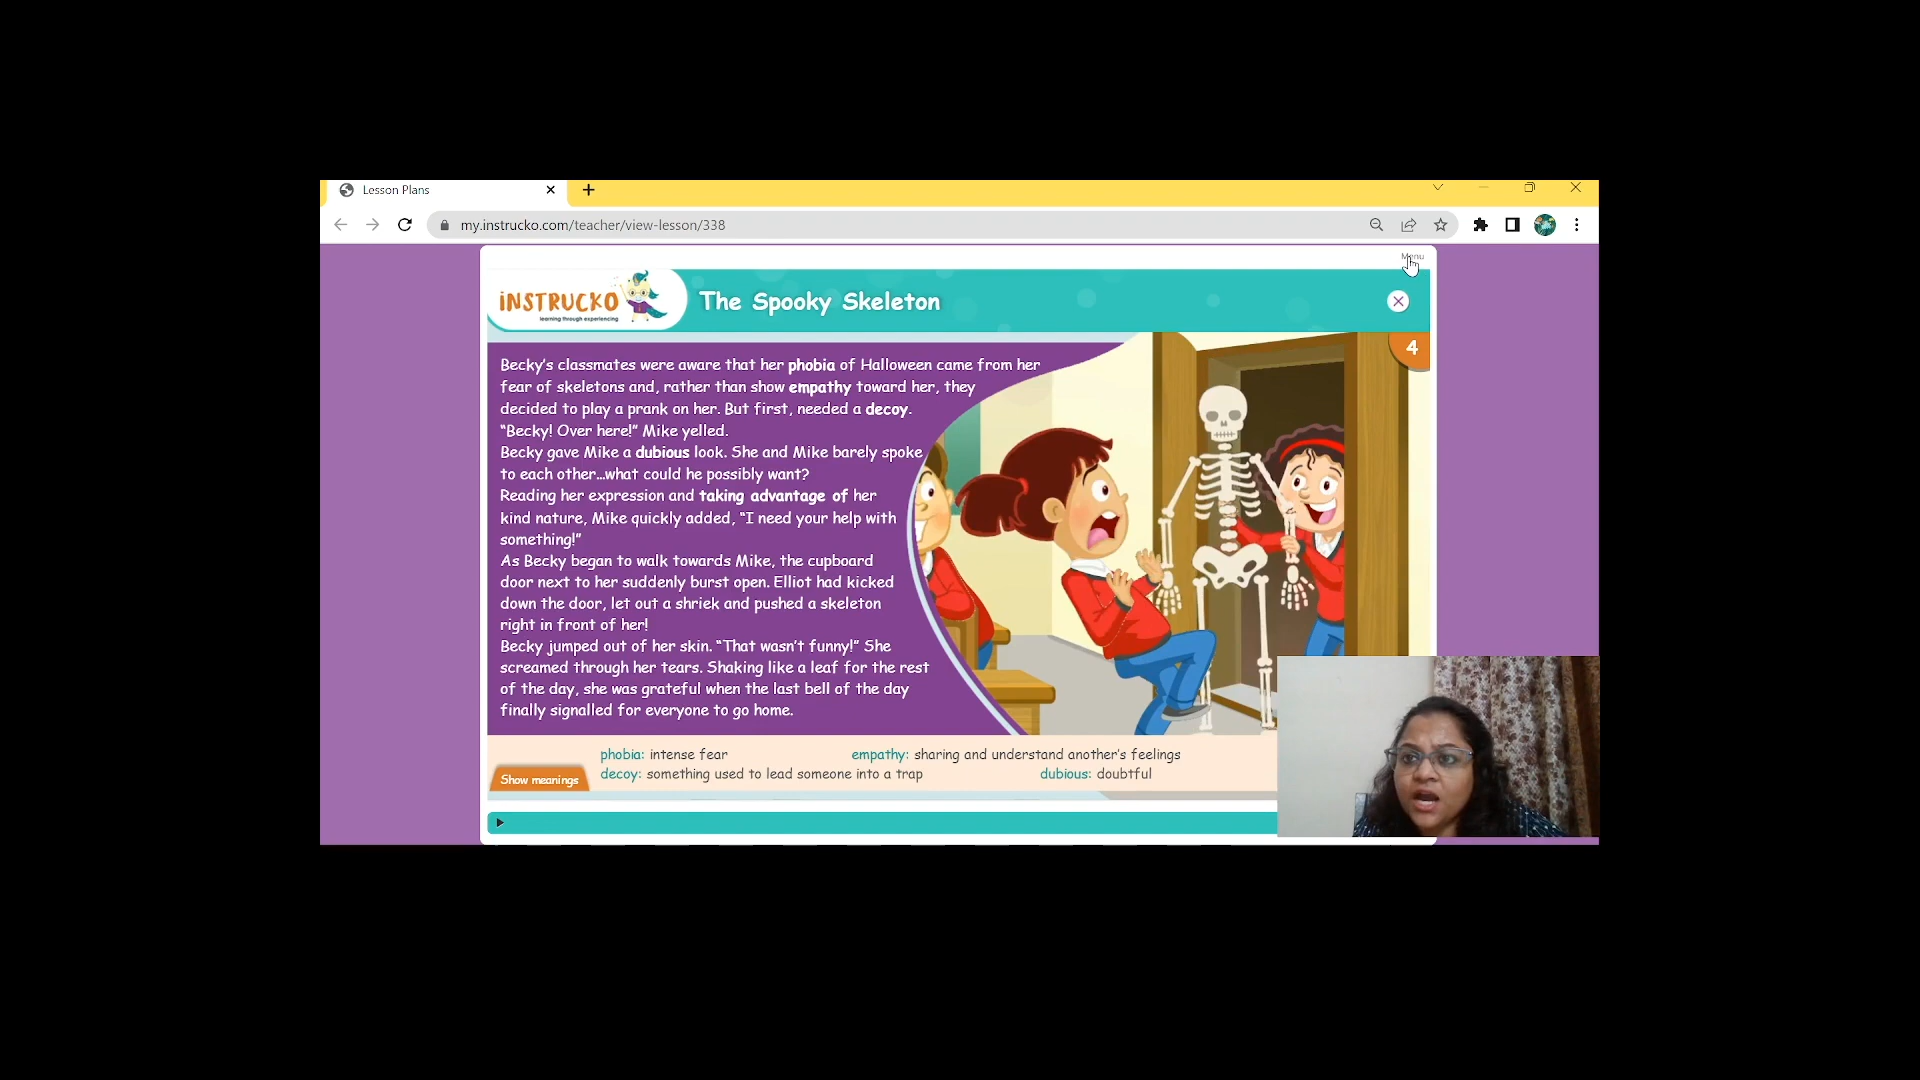 Lesson Plans
my.instrucko.com/teacher/view-lesson/338
Menu
INSTRUCKO
learning through experiencing
The Spooky Skeleton
4
Becky's classmates were aware that her phobia of Halloween came from her
fear of skeletons and, rather than show empathy toward her, they
decided to play a prank on her. But first, needed a decoy.
“Becky! Over here!” Mike yelled.
Becky gave Mike a dubious look. She and Mike barely spoke
to each other...what could he possibly want?
Reading her expression and taking advantage of her
kind nature, Mike quickly added, “I need your help with
something!”
As Becky began to walk towards Mike, the cupboard
door next to her suddenly burst open. Elliot had kicked
down the door, let out a shriek and pushed a skeleton
right in front of her!
Becky jumped out of her skin. “That wasn't funny!” She
screamed through her tears. Shaking like a leaf for the rest
of the day, she was grateful when the last bell of the day
finally signalled for everyone to go home.
phobia: intense fear empathy: sharing and understand another's feelings
Show meanings
decoy: something used to lead someone into a trap dubious: doubtful